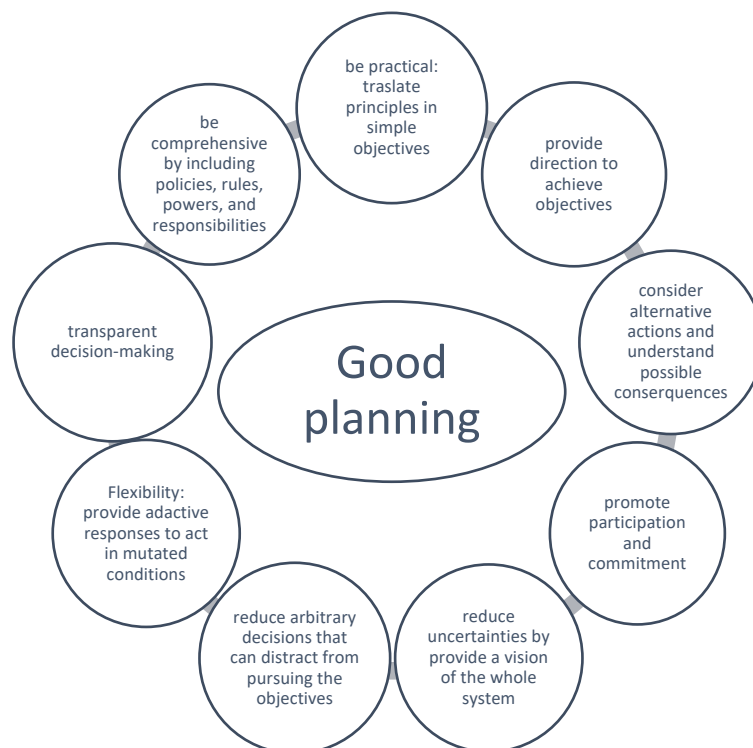 be practical:
traslate
principles in
simple
objectives
provide
direction to
achieve
objectives
consider
alternative
actions and
understand
possible
conserquences
promote
participation
and
commitment
reduce
uncertainties by
provide a vision
of the whole
system
reduce arbitrary
decisions that
can distract from
pursuing the
objectives
Flexibility:
provide adactive
responses to act
in mutated
conditions
transparent
decision-making
be
comprehensive
by including
policies, rules,
powers, and
responsibilities
Good
planning